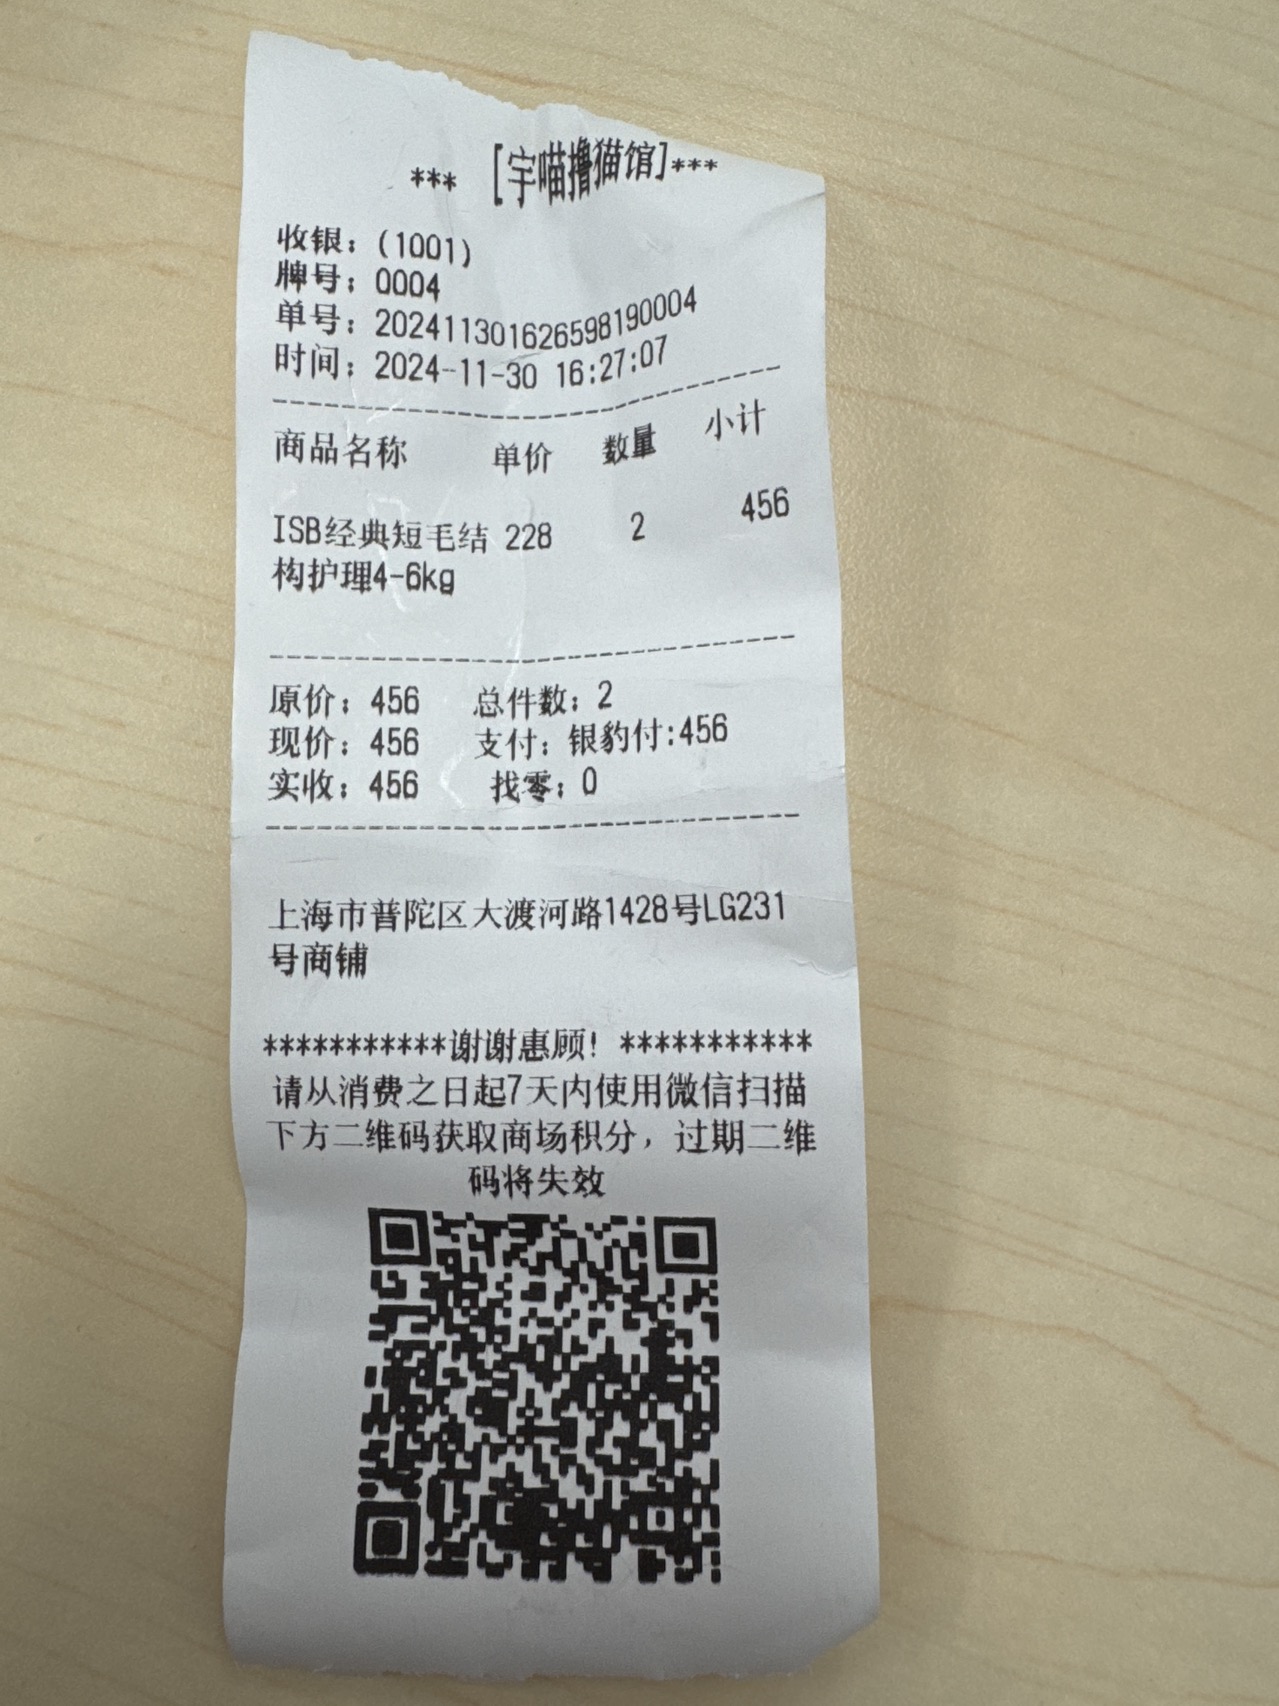 *** [宇喵撸猫馆]***
收银：(1001)
牌号：0004
单号：202411301626598190004
时间：2024-11-30 16:27:07
商品名称 单价 数量 小计
ISB经典短毛结 228 2 456
构护理4-6kg
原价：456 总件数：2
现价：456 支付：银豹付:456
实收：456 找零：0
上海市普陀区大渡河路1428号LG231
号商铺
***********谢谢惠顾！***********
请从消费之日起7天内使用微信扫描
下方二维码获取商场积分，过期二维
码将失效